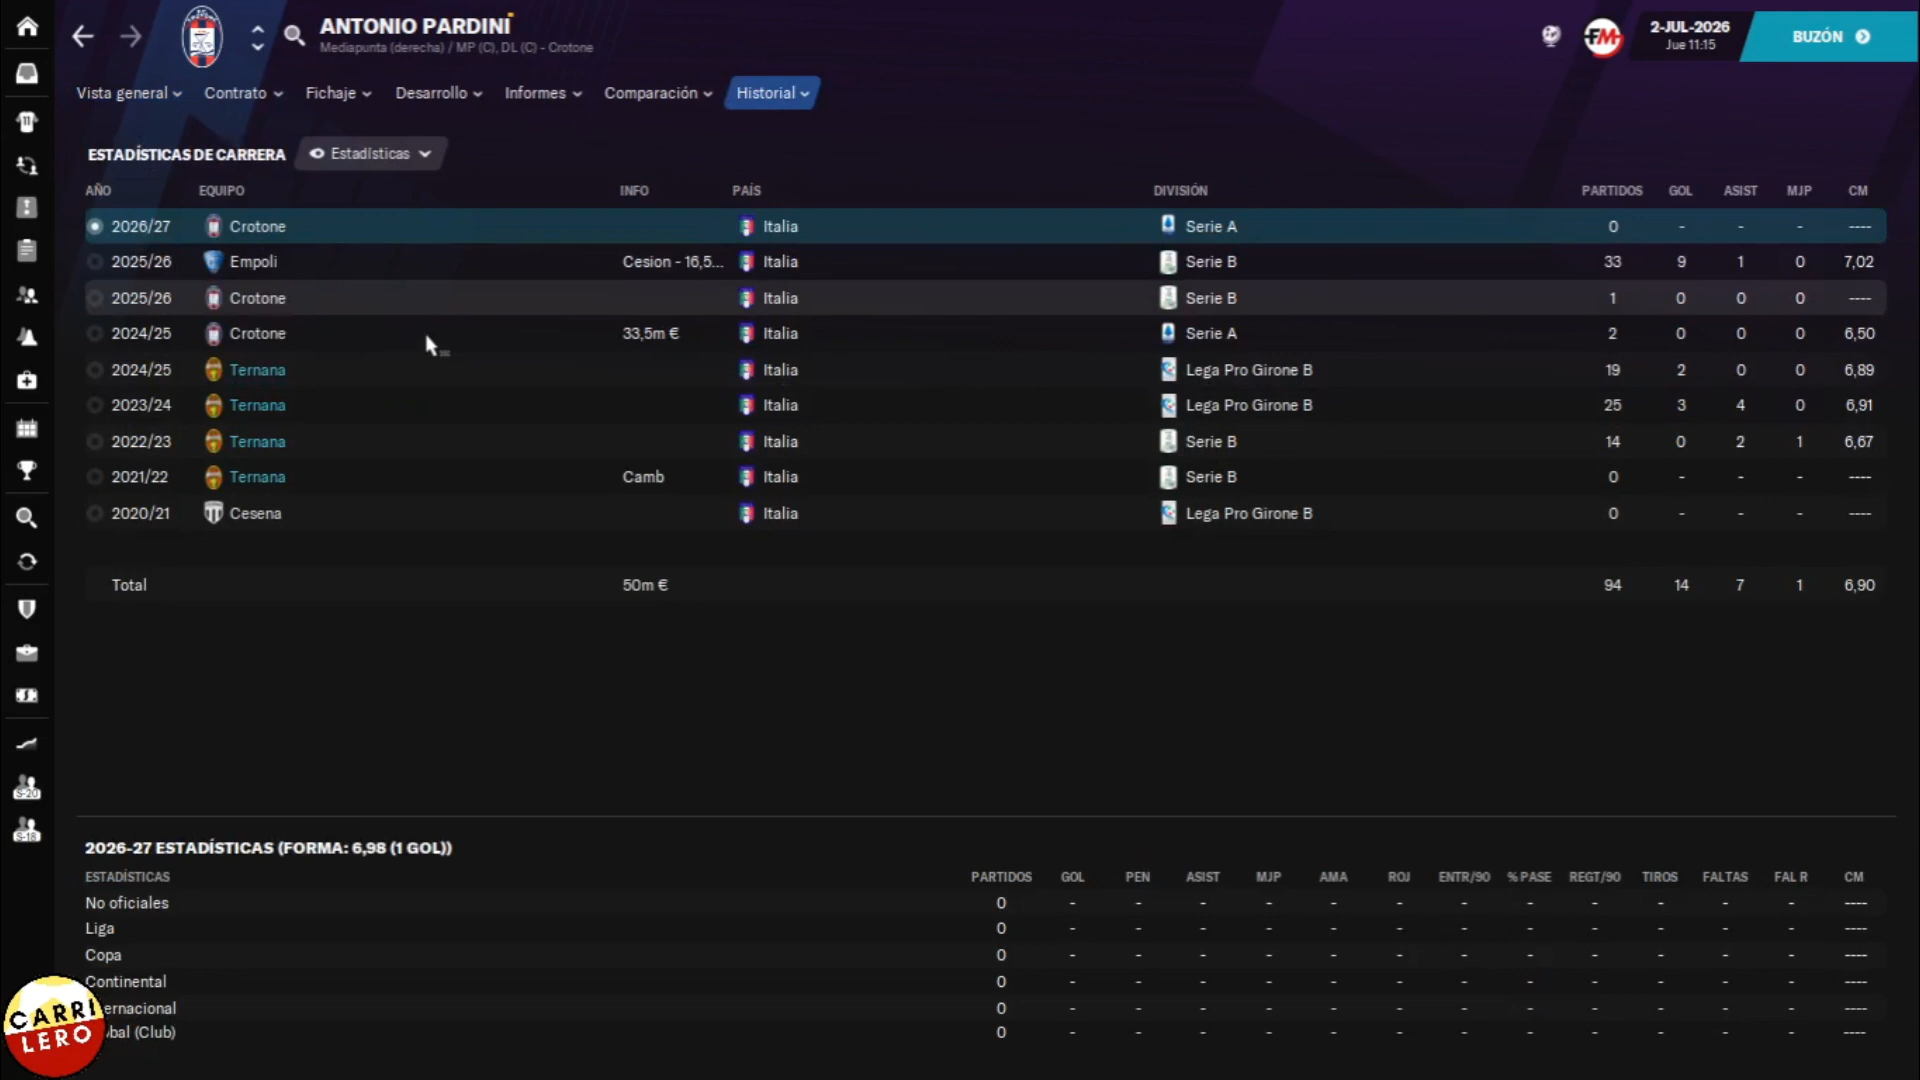 ANTONIO PARDINI
Mediapunta (derecha) / MP (C), DL (C) - Crotone
FM
2-JUL-2026
Jue 11:15
BUZÓN
Vista general Contrato Fichaje Desarrollo Informes Comparación Historial
ESTADÍSTICAS DE CARRERA Estadísticas
AÑO EQUIPO INFO PAÍS DIVISIÓN PARTIDOS GOL ASIST MJP CM
2026/27 Crotone Italia Serie A 0 - - - ----
2025/26 Empoli Cesion - 16,5... Italia Serie B 33 9 1 0 7,02
2025/26 Crotone Italia Serie B 1 0 0 0 ----
2024/25 Crotone 33,5m € Italia Serie A 2 0 0 0 6,50
2024/25 Ternana Italia Lega Pro Girone B 19 2 0 0 6,89
2023/24 Ternana Italia Lega Pro Girone B 25 3 4 0 6,91
2022/23 Ternana Italia Serie B 14 0 2 1 6,67
2021/22 Ternana Camb Italia Serie B 0 - - - ----
2020/21 Cesena Italia Lega Pro Girone B 0 - - - ----
Total 50m € 94 14 7 1 6,90
S-20
S-18
2026-27 ESTADÍSTICAS (FORMA: 6,98 (1 GOL))
ESTADÍSTICAS PARTIDOS GOL PEN ASIST MJP AMA ROJ ENTR/90 % PASE REGT/90 TIROS FALTAS FAL R CM
No oficiales 0 - - - - - - - - - - - - ----
Liga 0 - - - - - - - - - - - - ----
Copa 0 - - - - - - - - - - - - ----
Continental 0 - - - - - - - - - - - - ----
ernacional 0 - - - - - - - - - - - - ----
bal (Club) 0 - - - - - - - - - - - - ----
CARRI
LERO